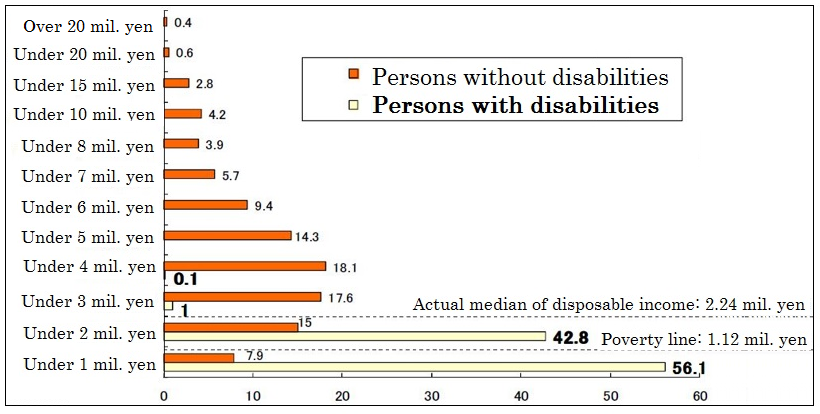 Over 20 mil. yen 0.4
Under 20 mil. yen 0.6
Under 15 mil. yen 2.8
Persons without disabilities
Persons with disabilities
Under 10 mil. yen 4.2
Under 8 mil. yen 3.9
Under 7 mil. yen 5.7
Under 6 mil. yen 9.4
Under 5 mil. yen 14.3
Under 4 mil. yen 18.1
0.1
Under 3 mil. yen 17.6
1
Actual median of disposable income: 2.24 mil. yen
Under 2 mil. yen 15
42.8
Poverty line: 1.12 mil. yen
Under 1 mil. yen 7.9
56.1
0 10 20 30 40 50 60